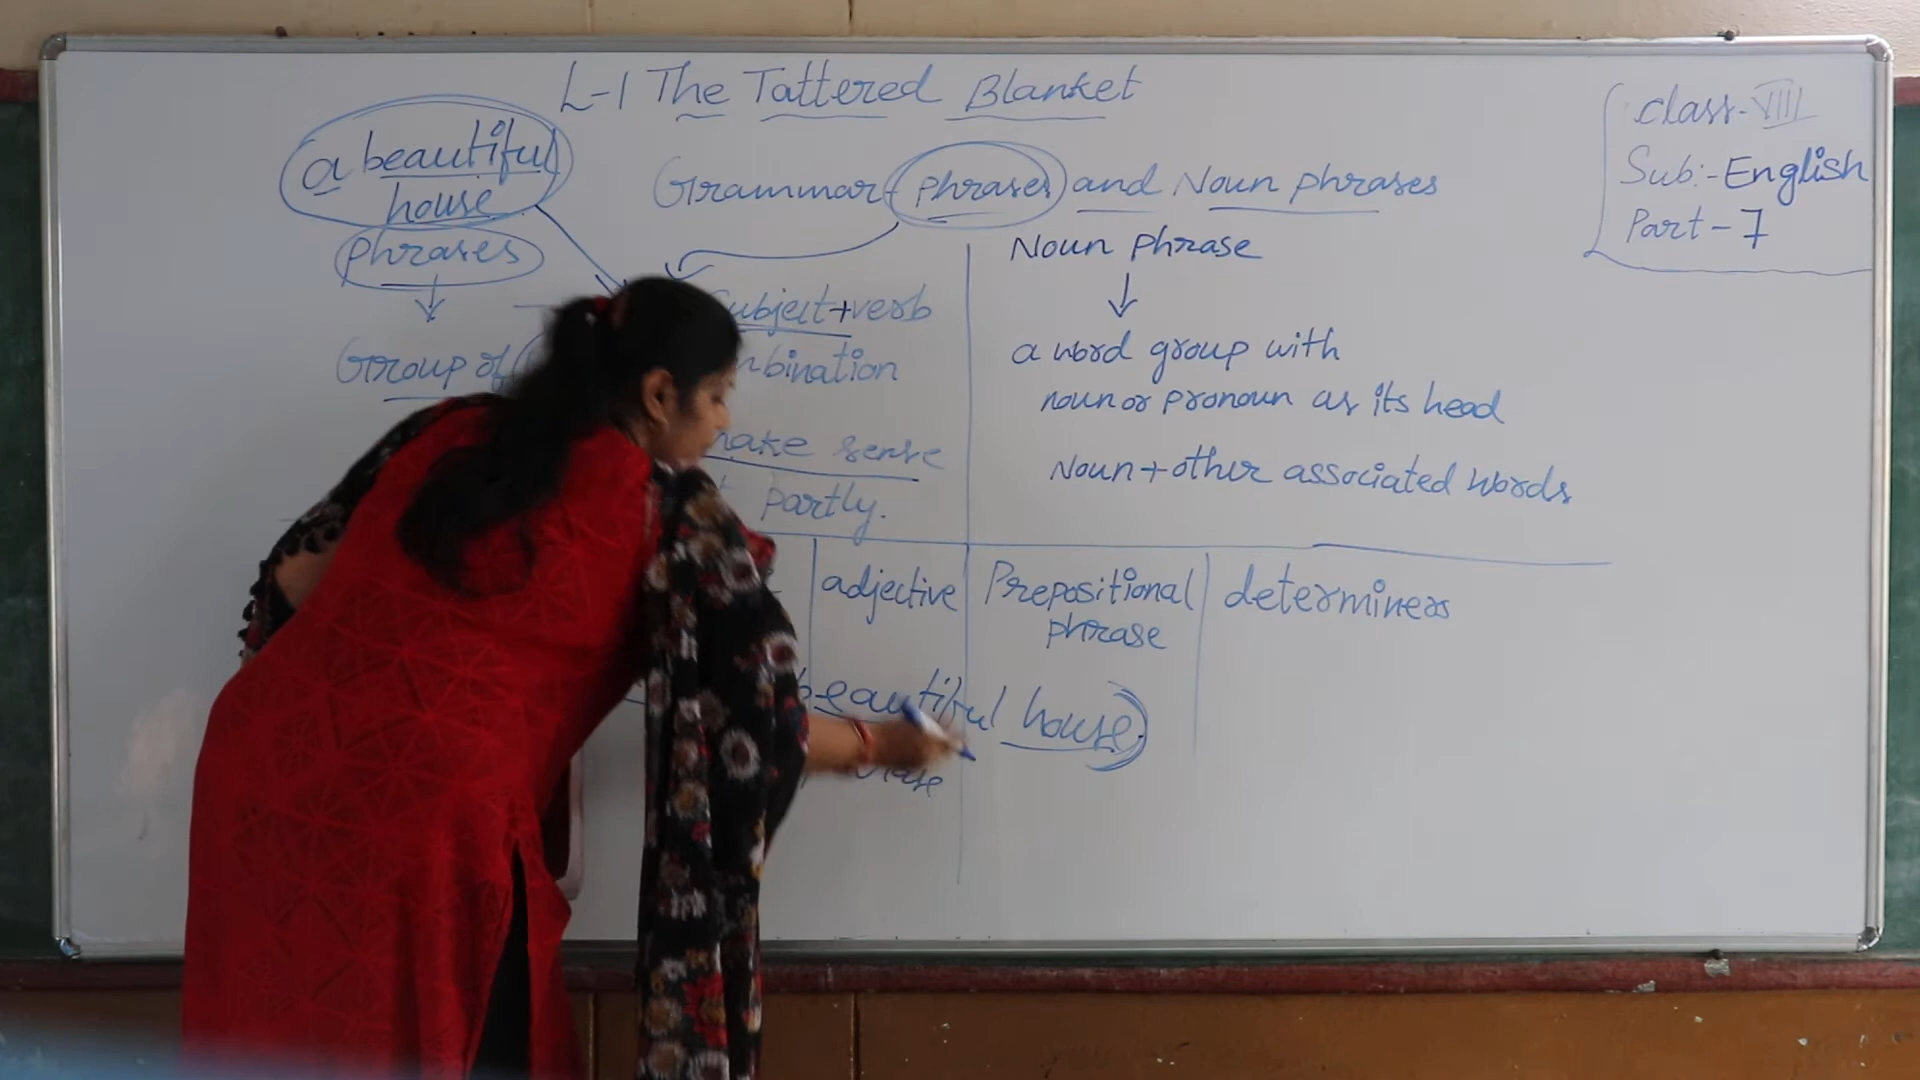 L-1 The Tattered Blanket
class-VIII
Sub:-English
Part-7
a beautiful
house
Grammar- phrases and Noun phrases
phrases
Group of
Subject+verb
make sense
partly.
Noun Phrase
a word group with
noun or pronoun as its head
Noun+other associated words
adjective
Prepositional
phrase
determiners
beautiful house